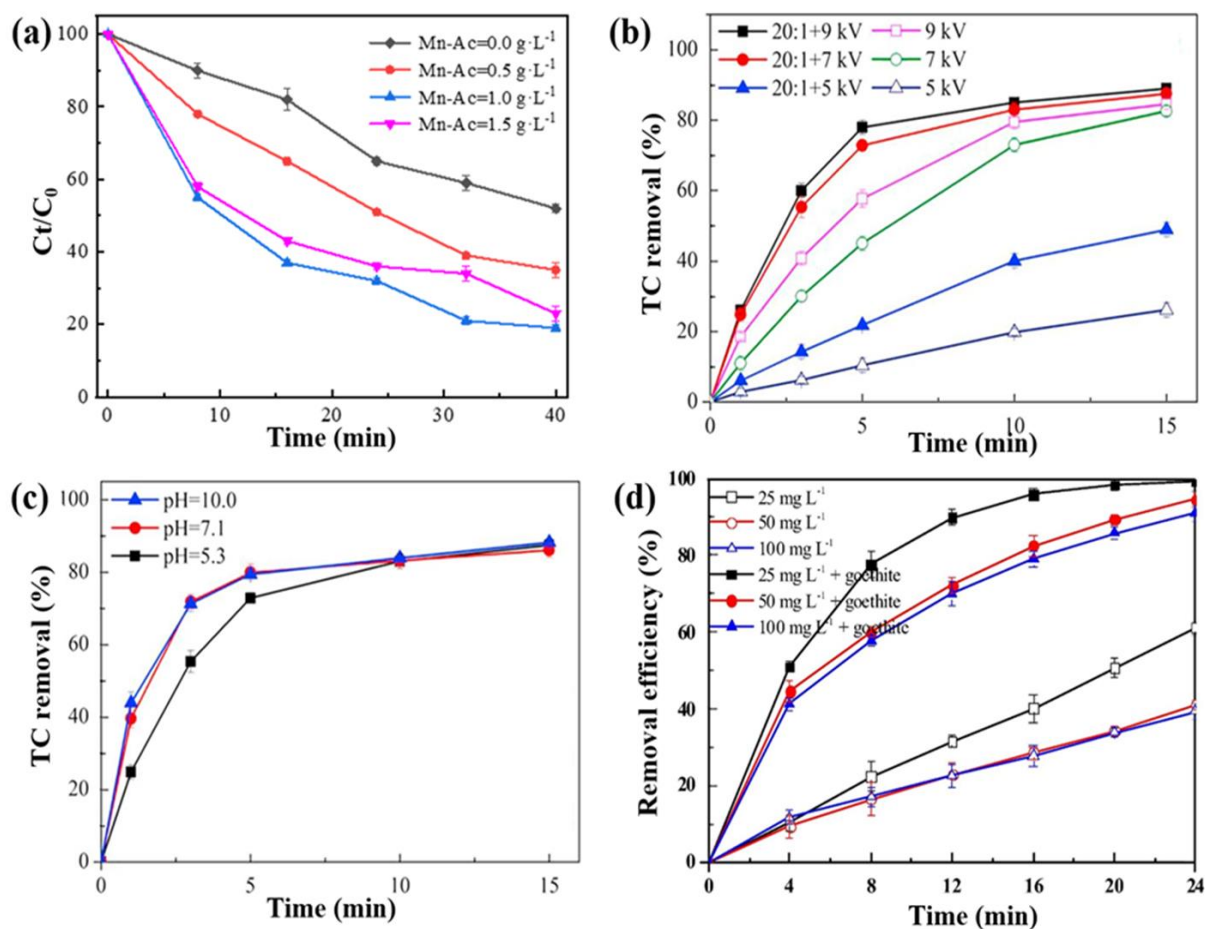 (a)
Ct/C₀
100
80
60
40
20
0
Mn-Ac=0.0 g·L⁻¹
Mn-Ac=0.5 g·L⁻¹
Mn-Ac=1.0 g·L⁻¹
Mn-Ac=1.5 g·L⁻¹
0 10 20 30 40
Time (min)
(b)
TC removal (%)
100
80
60
40
20
0
20:1+9 kV 9 kV
20:1+7 kV 7 kV
20:1+5 kV 5 kV
0 5 10 15
Time (min)
(c)
TC removal (%)
100
80
60
40
20
0
pH=10.0
pH=7.1
pH=5.3
0 5 10 15
Time (min)
(d)
Removal efficiency (%)
100
80
60
40
20
0
25 mg L⁻¹
50 mg L⁻¹
100 mg L⁻¹
25 mg L⁻¹ + goethite
50 mg L⁻¹ + goethite
100 mg L⁻¹ + goethite
0 4 8 12 16 20 24
Time (min)